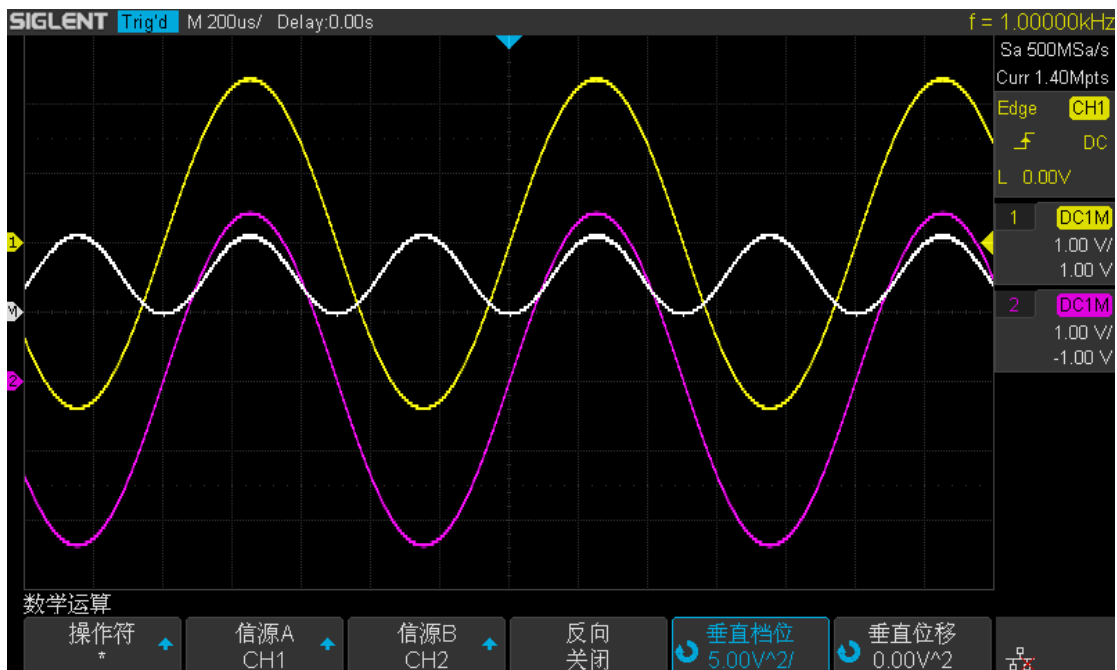 SIGLENT Trig'd M 200us/ Delay:0.00s f = 1.00000kHz
Sa 500MSa/s
Curr 1.40Mpts
Edge CH1
DC
L 0.00V
1 DC1M
1.00 V/
1.00 V
2 DC1M
1.00 V/
-1.00 V
1
M
2
数学运算
操作符 信源A 信源B 反向 垂直档位 垂直位移
* CH1 CH2 关闭 5.00V^2/ 0.00V^2